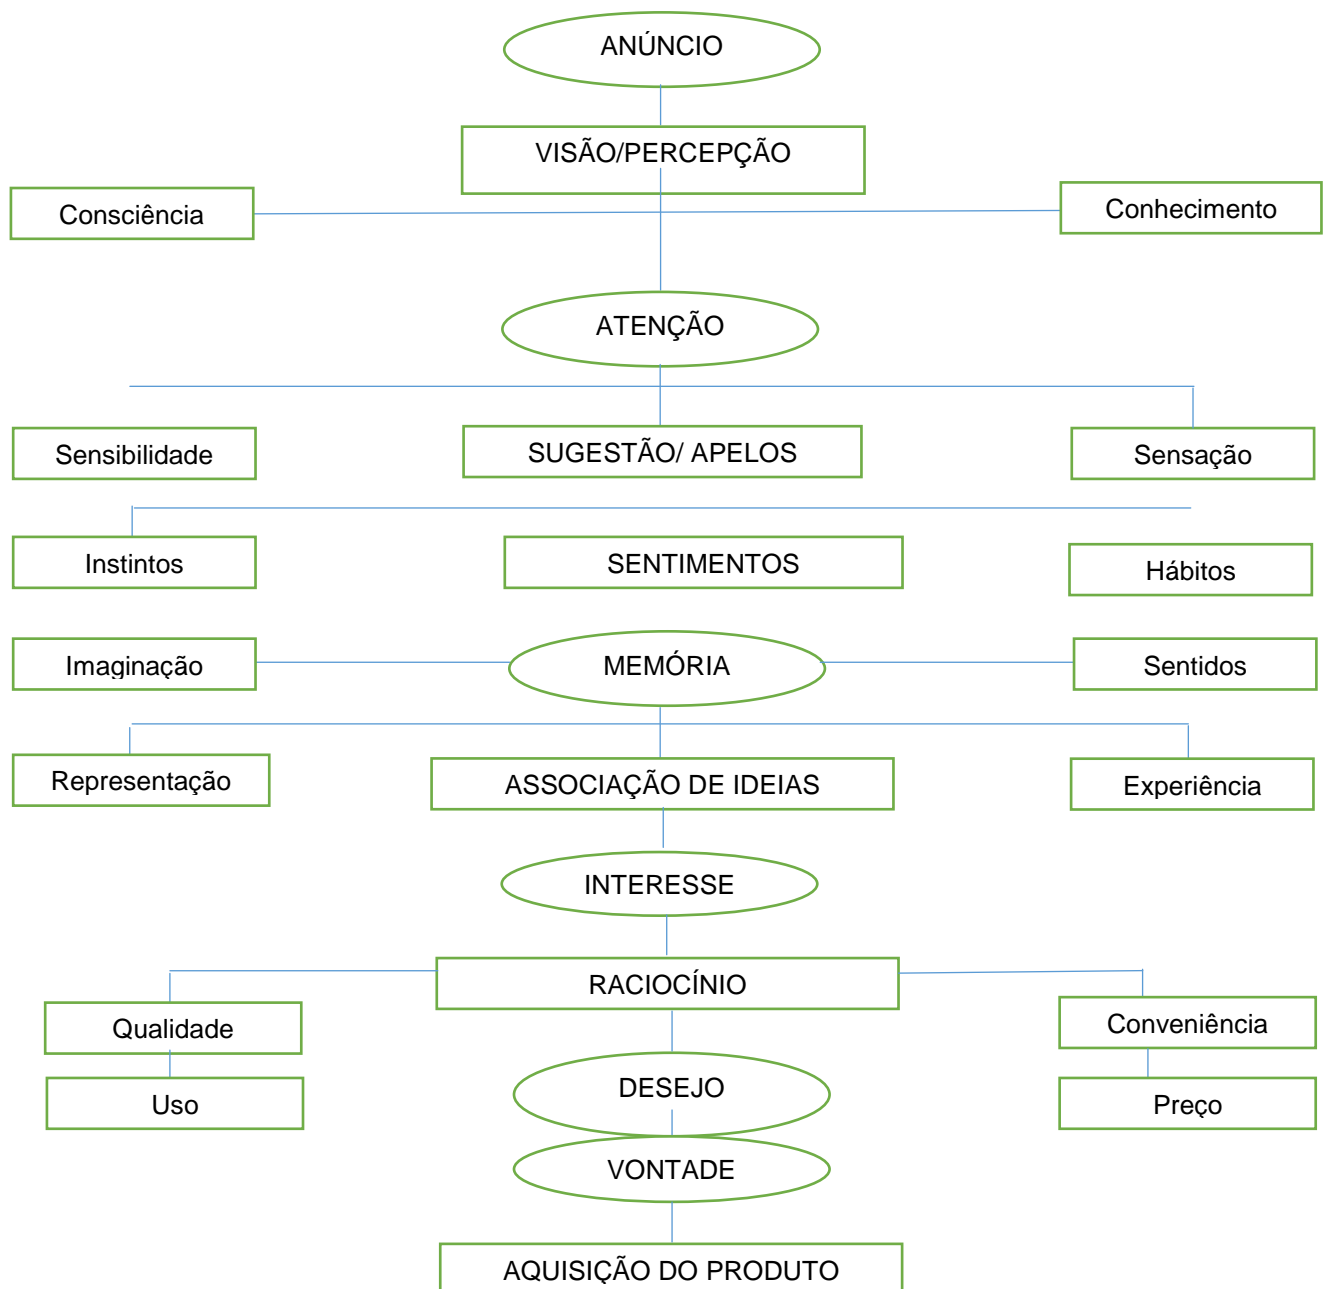 ANÚNCIO
VISÃO/PERCEPÇÃO
Consciência
Conhecimento
ATENÇÃO
Sensibilidade
SUGESTÃO/ APELOS
Sensação
Instintos
SENTIMENTOS
Hábitos
Imaginação
MEMÓRIA
Sentidos
Representação
ASSOCIAÇÃO DE IDEIAS
Experiência
INTERESSE
RACIOCÍNIO
Qualidade
Conveniência
Uso
DESEJO
Preço
VONTADE
AQUISIÇÃO DO PRODUTO